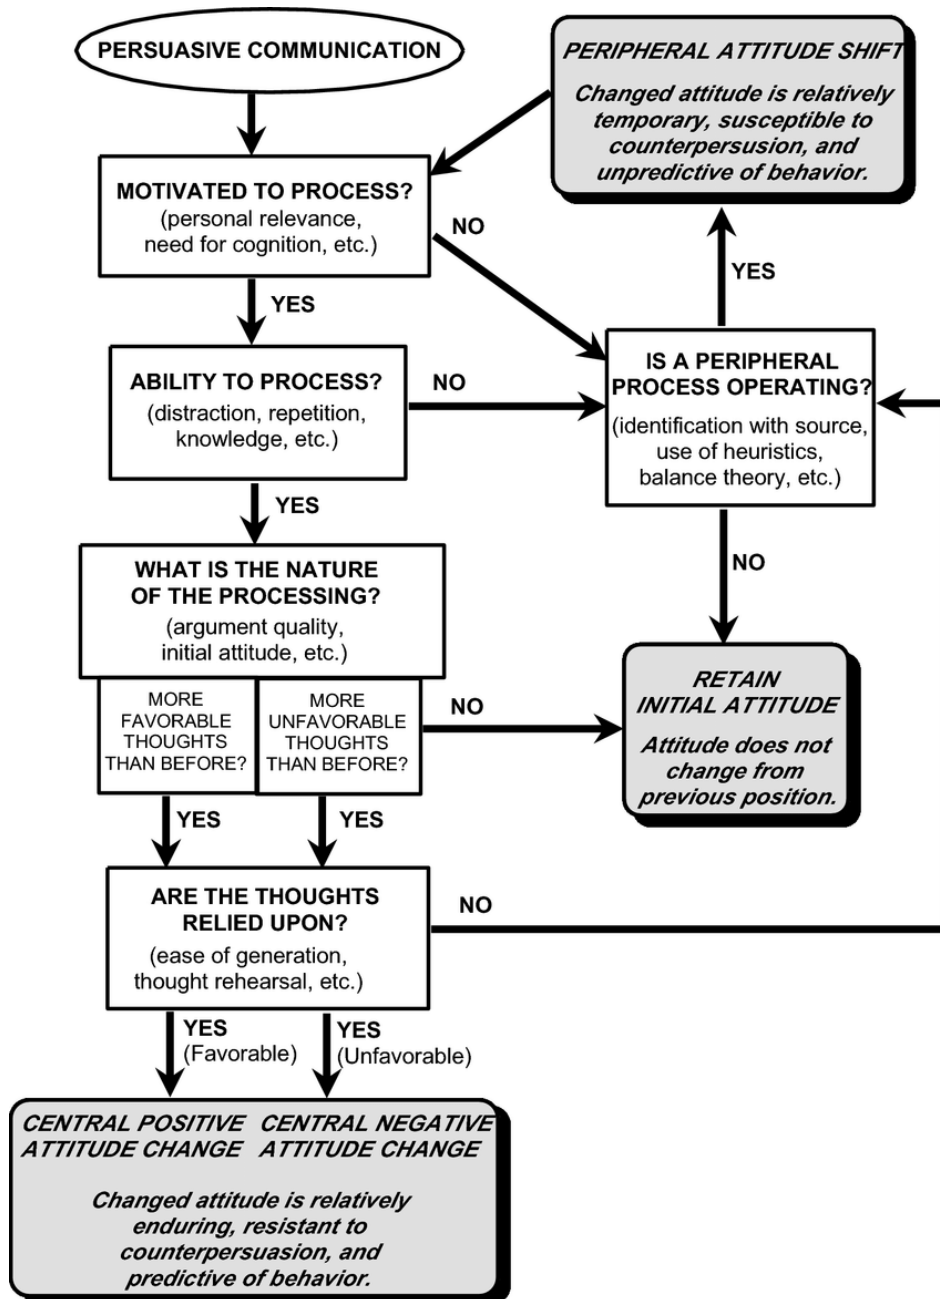 PERSUASIVE COMMUNICATION
PERIPHERAL ATTITUDE SHIFT
Changed attitude is relatively
temporary, susceptible to
counterpersusion, and
unpredictive of behavior.
MOTIVATED TO PROCESS?
(personal relevance,
need for cognition, etc.)
NO
YES
YES
ABILITY TO PROCESS?
(distraction, repetition,
knowledge, etc.)
NO
IS A PERIPHERAL
PROCESS OPERATING?
(identification with source,
use of heuristics,
balance theory, etc.)
YES
NO
WHAT IS THE NATURE
OF THE PROCESSING?
(argument quality,
initial attitude, etc.)
MORE
FAVORABLE
THOUGHTS
THAN BEFORE?
MORE
UNFAVORABLE
THOUGHTS
THAN BEFORE?
NO
RETAIN
INITIAL ATTITUDE
Attitude does not
change from
previous position.
YES
YES
ARE THE THOUGHTS
RELIED UPON?
(ease of generation,
thought rehearsal, etc.)
NO
YES
(Favorable)
YES
(Unfavorable)
CENTRAL POSITIVE
ATTITUDE CHANGE
CENTRAL NEGATIVE
ATTITUDE CHANGE
Changed attitude is relatively
enduring, resistant to
counterpersuasion, and
predictive of behavior.